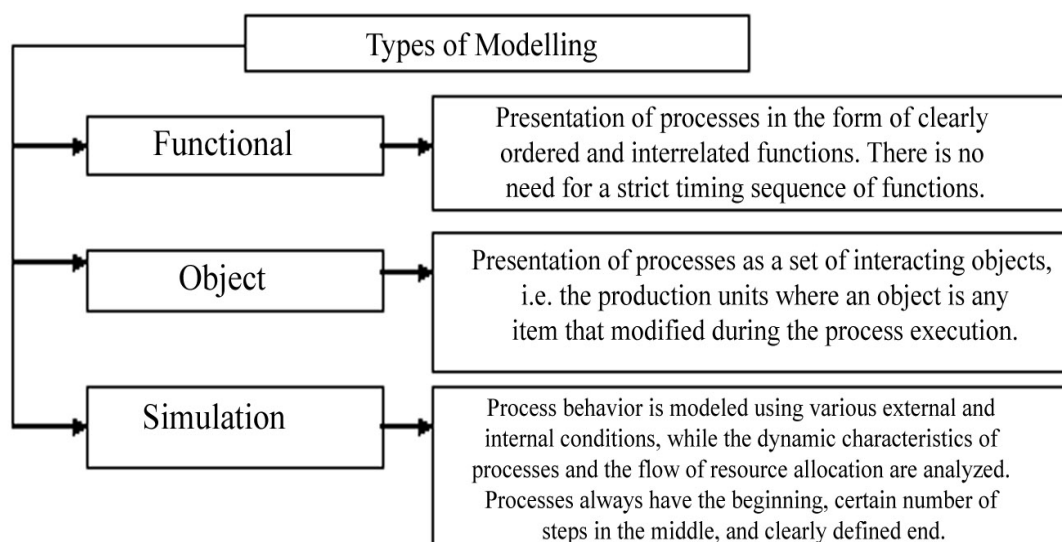 Types of Modelling
Functional
Presentation of processes in the form of clearly
ordered and interrelated functions. There is no
need for a strict timing sequence of functions.
Object
Presentation of processes as a set of interacting objects,
i.e. the production units where an object is any
item that modified during the process execution.
Simulation
Process behavior is modeled using various external and
internal conditions, while the dynamic characteristics of
processes and the flow of resource allocation are analyzed.
Processes always have the beginning, certain number of
steps in the middle, and clearly defined end.